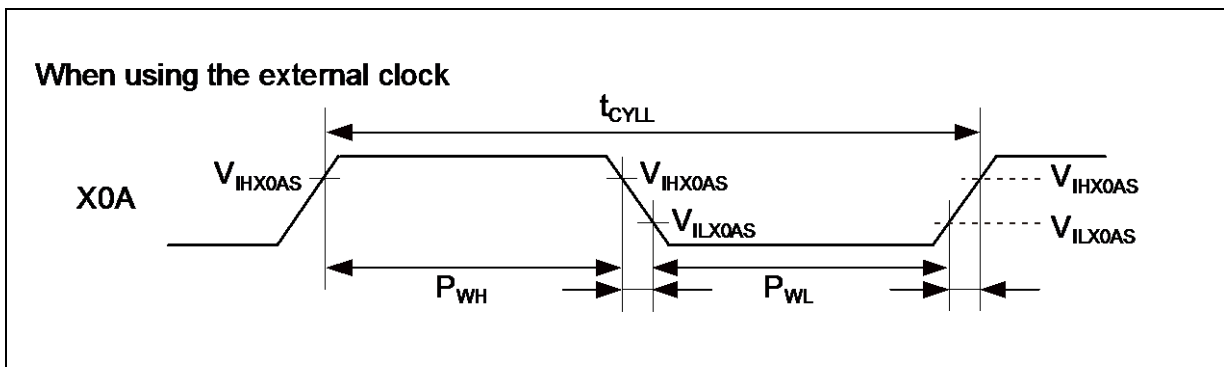 When using the external clock
tCYLL
X0A
VIHX0AS
VIHX0AS
VILX0AS
VIHX0AS
VILX0AS
PWH
PWL